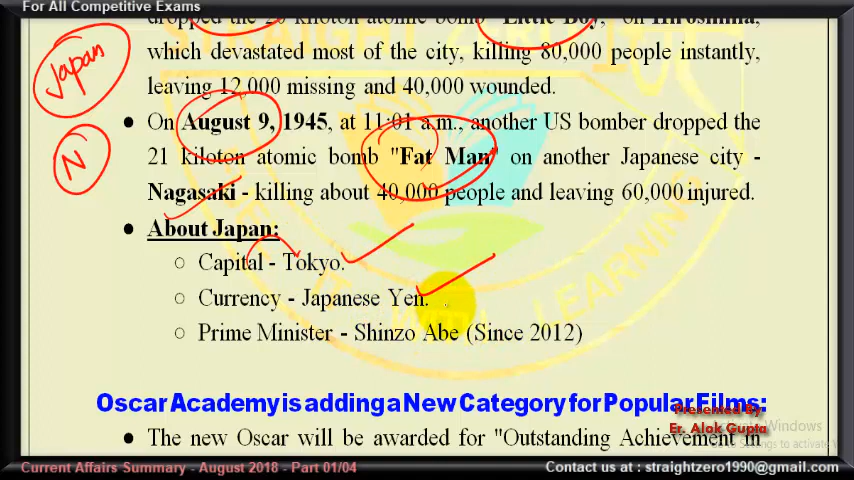 For All Competitive Exams
dropped the 20 kiloton atomic bomb "Little Boy," on Hiroshima,
which devastated most of the city, killing 80,000 people instantly,
leaving 12,000 missing and 40,000 wounded.
Japan
● On August 9, 1945, at 11:01 a.m., another US bomber dropped the
21 kiloton atomic bomb "Fat Man" on another Japanese city -
N
Nagasaki - killing about 40,000 people and leaving 60,000 injured.
● About Japan:
○ Capital - Tokyo.
○ Currency - Japanese Yen.
○ Prime Minister - Shinzo Abe (Since 2012)
Oscar Academy is adding a New Category for Popular Films:
Presented By
Er. Alok Gupta
● The new Oscar will be awarded for "Outstanding Achievement in
Current Affairs Summary - August 2018 - Part 01/04
Contact us at : straightzero1990@gmail.com